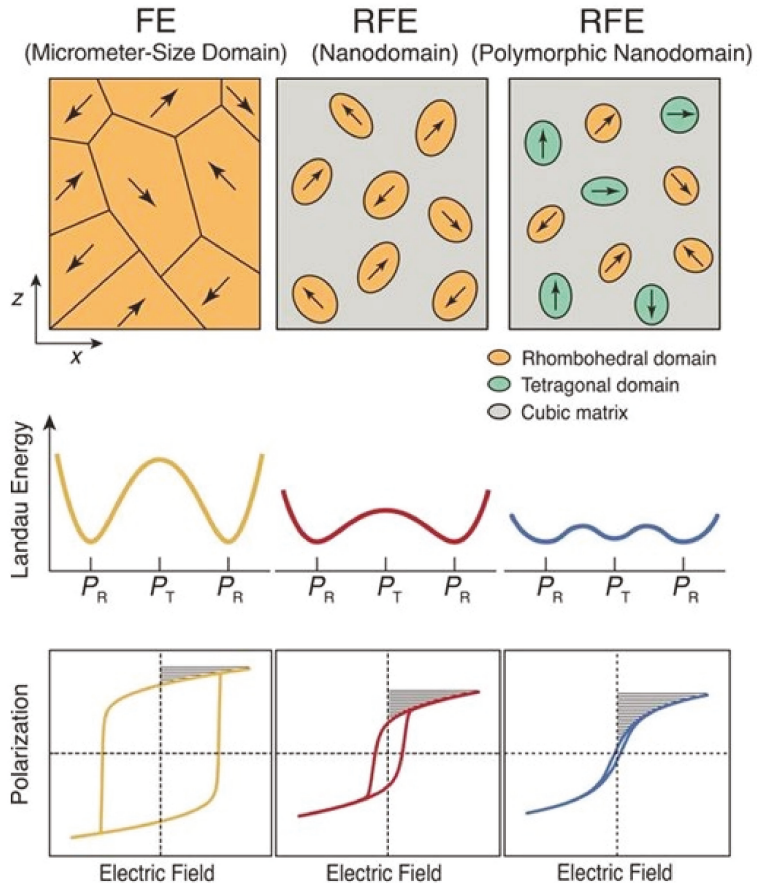 FE
(Micrometer-Size Domain)
RFE
(Nanodomain)
RFE
(Polymorphic Nanodomain)
z
x
Rhombohedral domain
Tetragonal domain
Cubic matrix
Landau Energy
PR PT PR
PR PT PR
PR PT PR
Polarization
Electric Field
Electric Field
Electric Field